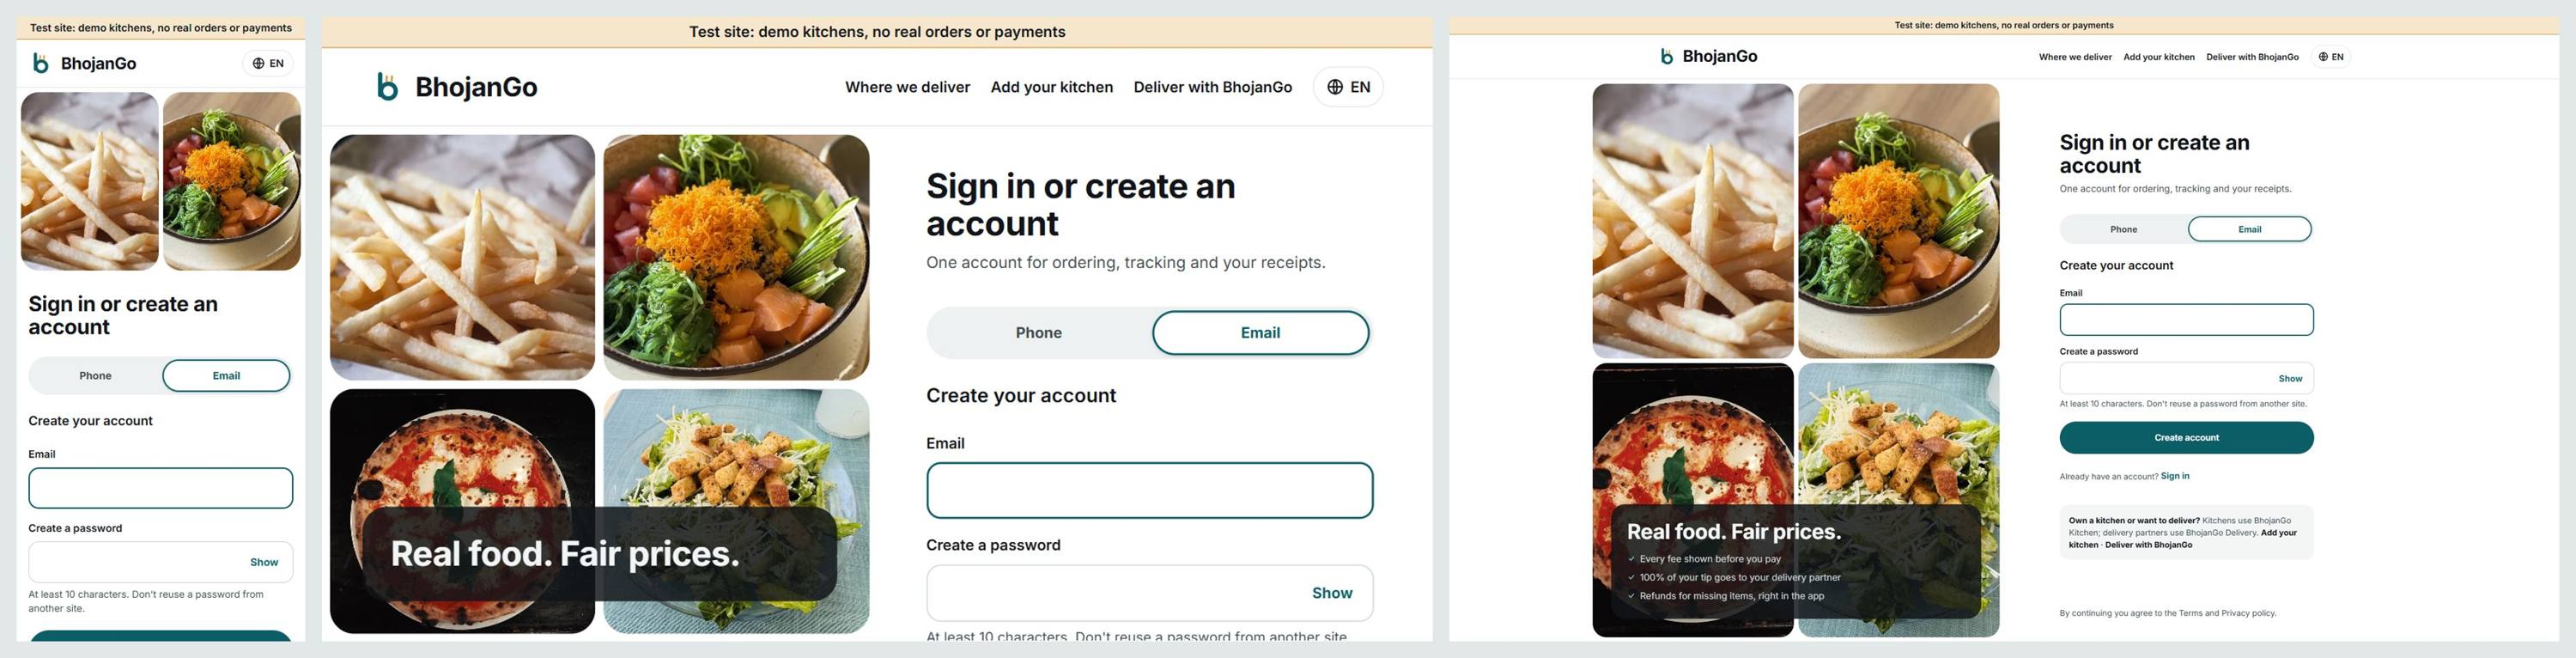 Test site: demo kitchens, no real orders or payments
BhojanGo
EN
Sign in or create an
account
Phone
Email
Create your account
Email
Create a password
Show
At least 10 characters. Don't reuse a password from
another site.
Test site: demo kitchens, no real orders or payments
BhojanGo
Where we deliver
Add your kitchen
Deliver with BhojanGo
EN
Real food. Fair prices.
Sign in or create an
account
One account for ordering, tracking and your receipts.
Phone
Email
Create your account
Email
Create a password
Show
At least 10 characters. Don't reuse a password from another site.
Test site: demo kitchens, no real orders or payments
BhojanGo
Where we deliver
Add your kitchen
Deliver with BhojanGo
EN
Real food. Fair prices.
✓ Every fee shown before you pay
✓ 100% of your tip goes to your delivery partner
✓ Refunds for missing items, right in the app
Sign in or create an
account
One account for ordering, tracking and your receipts.
Phone
Email
Create your account
Email
Create a password
Show
At least 10 characters. Don't reuse a password from another site.
Create account
Already have an account? Sign in
Own a kitchen or want to deliver? Kitchens use BhojanGo
Kitchen; delivery partners use BhojanGo Delivery. Add your
kitchen · Deliver with BhojanGo
By continuing you agree to the Terms and Privacy policy.